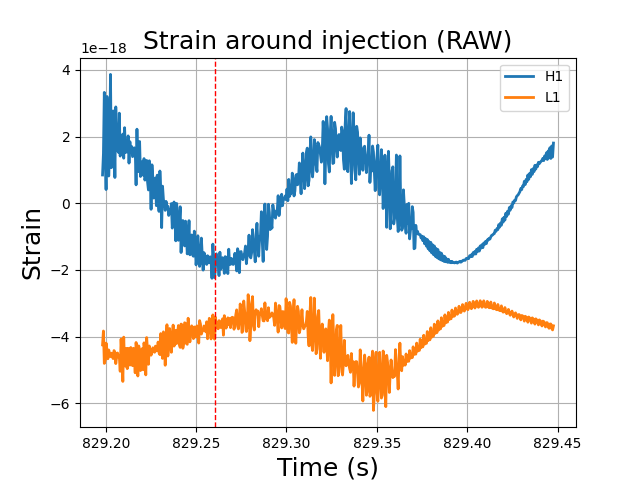 Strain around injection (RAW)
1e−18
H1
L1
4
2
0
−2
−4
−6
Strain
829.20 829.25 829.30 829.35 829.40 829.45
Time (s)